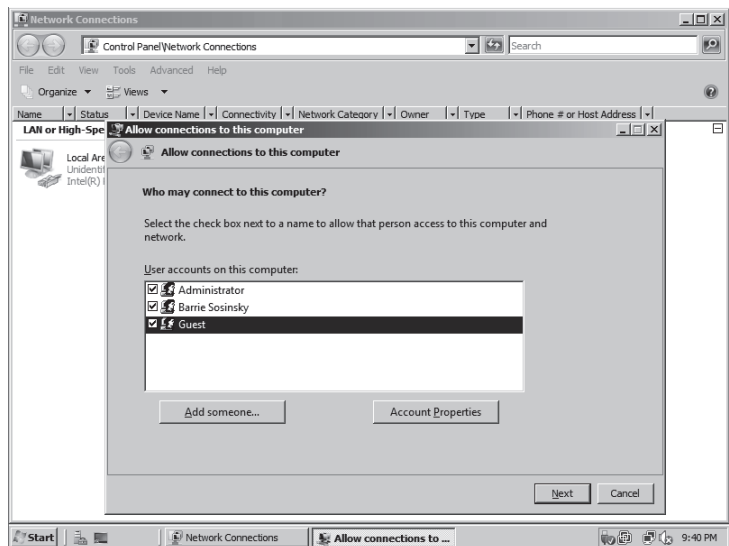 Network Connections
Control Panel\Network Connections
Search
File Edit View Tools Advanced Help
Organize Views
Name Status Device Name Connectivity Network Category Owner Type Phone # or Host Address
LAN or High-Spe
Local Are
Unidentif
Intel(R)
Allow connections to this computer
Allow connections to this computer
Who may connect to this computer?
Select the check box next to a name to allow that person access to this computer and
network.
User accounts on this computer:
Administrator
Barrie Sosinsky
Guest
Add someone... Account Properties
Next Cancel
Start Network Connections Allow connections to ... 9:40 PM